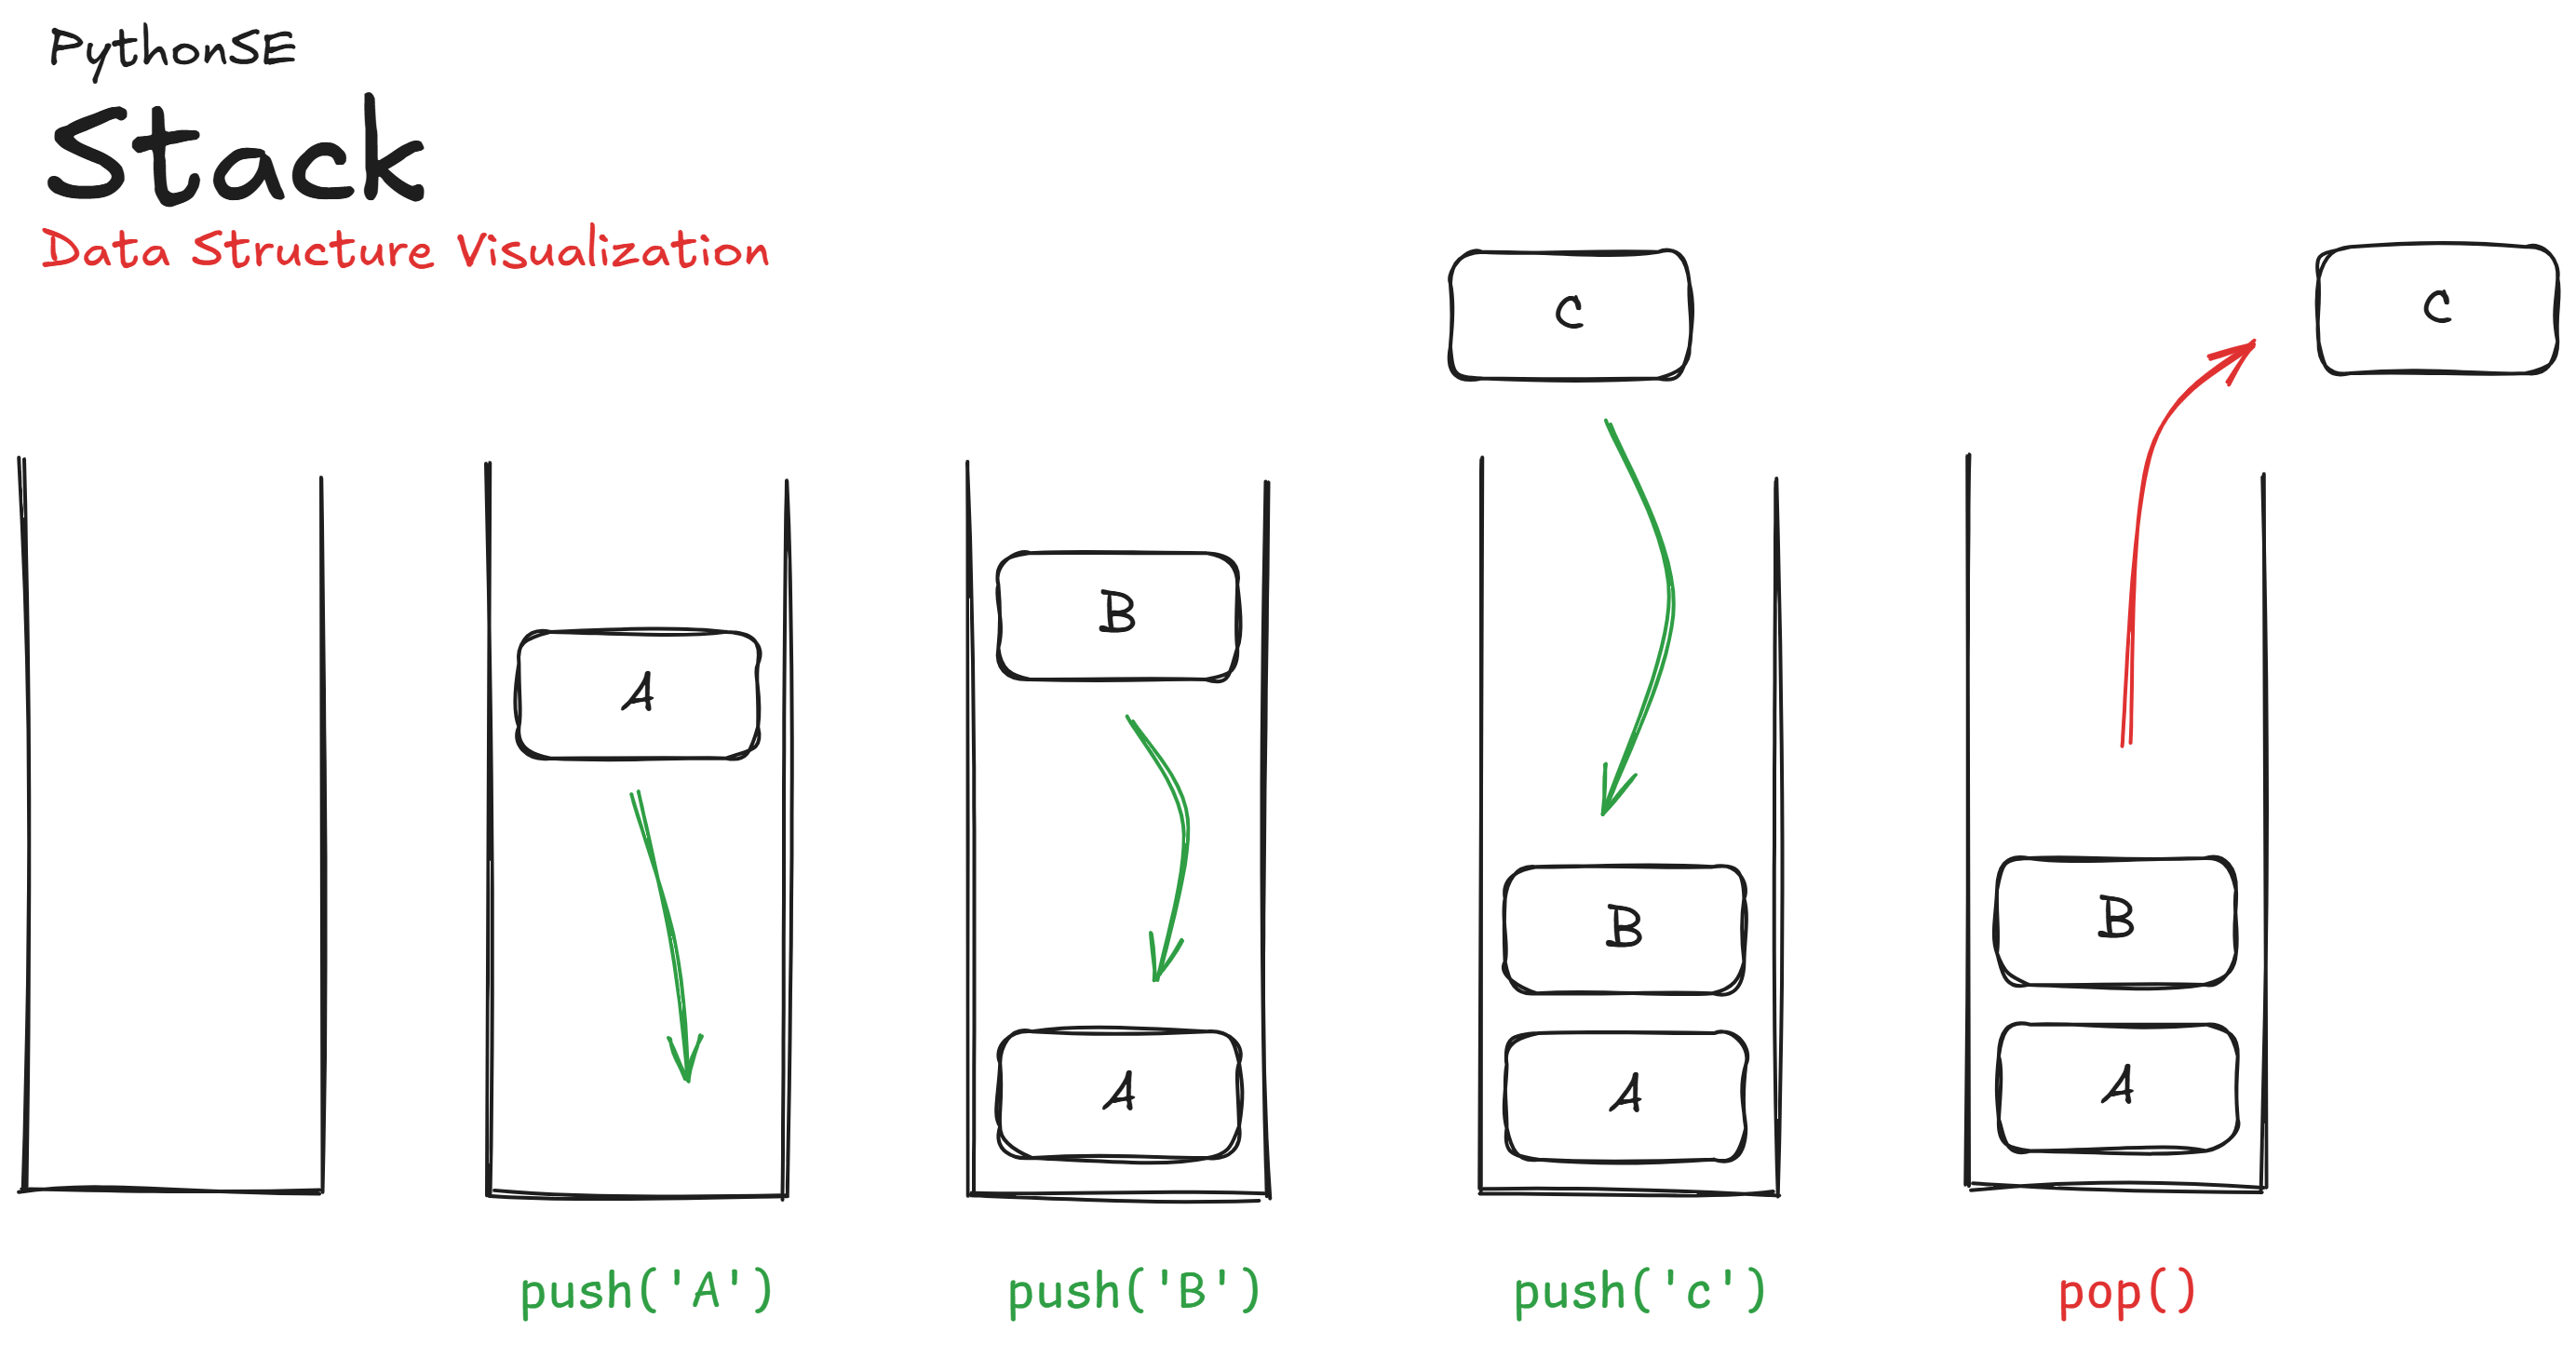 PythonSE
Stack
Data Structure Visualization
A
push('A')
B
A
push('B')
C
B
A
push('c')
C
B
A
pop()